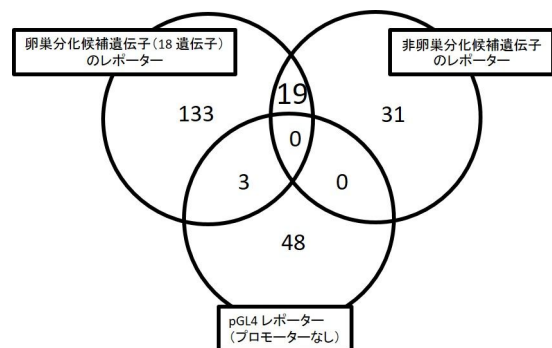 卵巣分化候補遺伝子(18 遺伝子)
のレポーター
非卵巣分化候補遺伝子
のレポーター
133
19
31
0
3
0
48
pGL4 レポーター
(プロモーターなし)